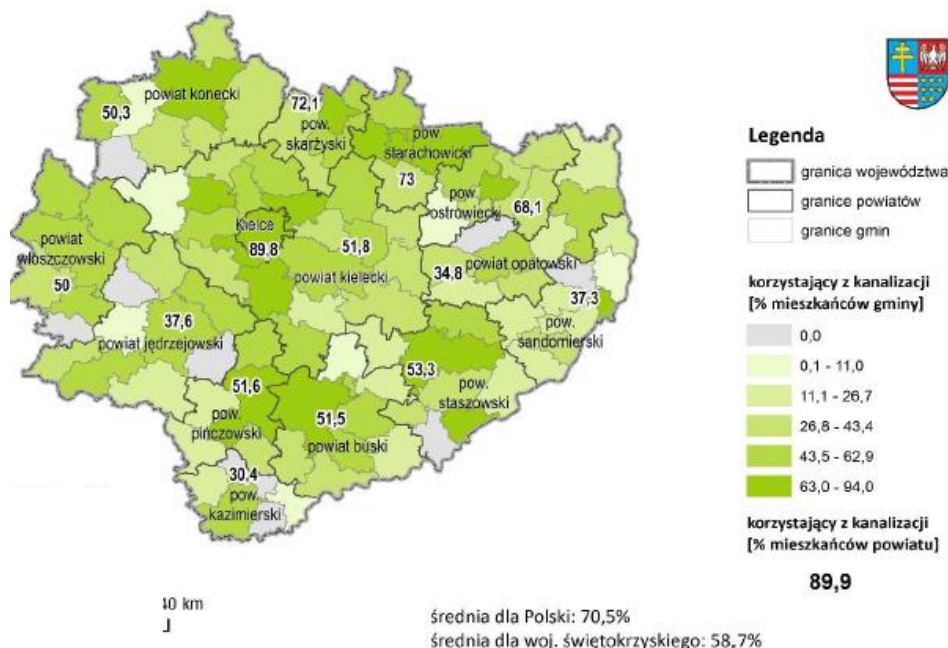 powiat konecki
50,3
72,1
pow.
skarżyski
pow.
starachowicki
73
pow.
ostrowiecki
68,1
Kielce
89,8
51,8
powiat kielecki
powiat
włoszczowski
50
34,8
powiat opatowski
37,3
pow.
sandomierski
37,6
powiat jędrzejowski
53,3
pow.
staszowski
51,6
pow.
pińczowski
51,5
powiat buski
30,4
pow.
kazimierski
Legenda
granica województwa
granice powiatów
granice gmin
korzystający z kanalizacji
[% mieszkańców gminy]
0,0
0,1 - 11,0
11,1 - 26,7
26,8 - 43,4
43,5 - 62,9
63,0 - 94,0
korzystający z kanalizacji
[% mieszkańców powiatu]
89,9
40 km
średnia dla Polski: 70,5%
średnia dla woj. świętokrzyskiego: 58,7%